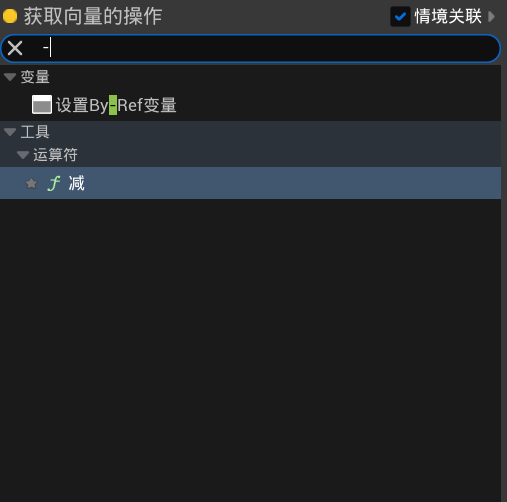 获取向量的操作 情境关联
-
变量
设置By-Ref变量
工具
运算符
f 减